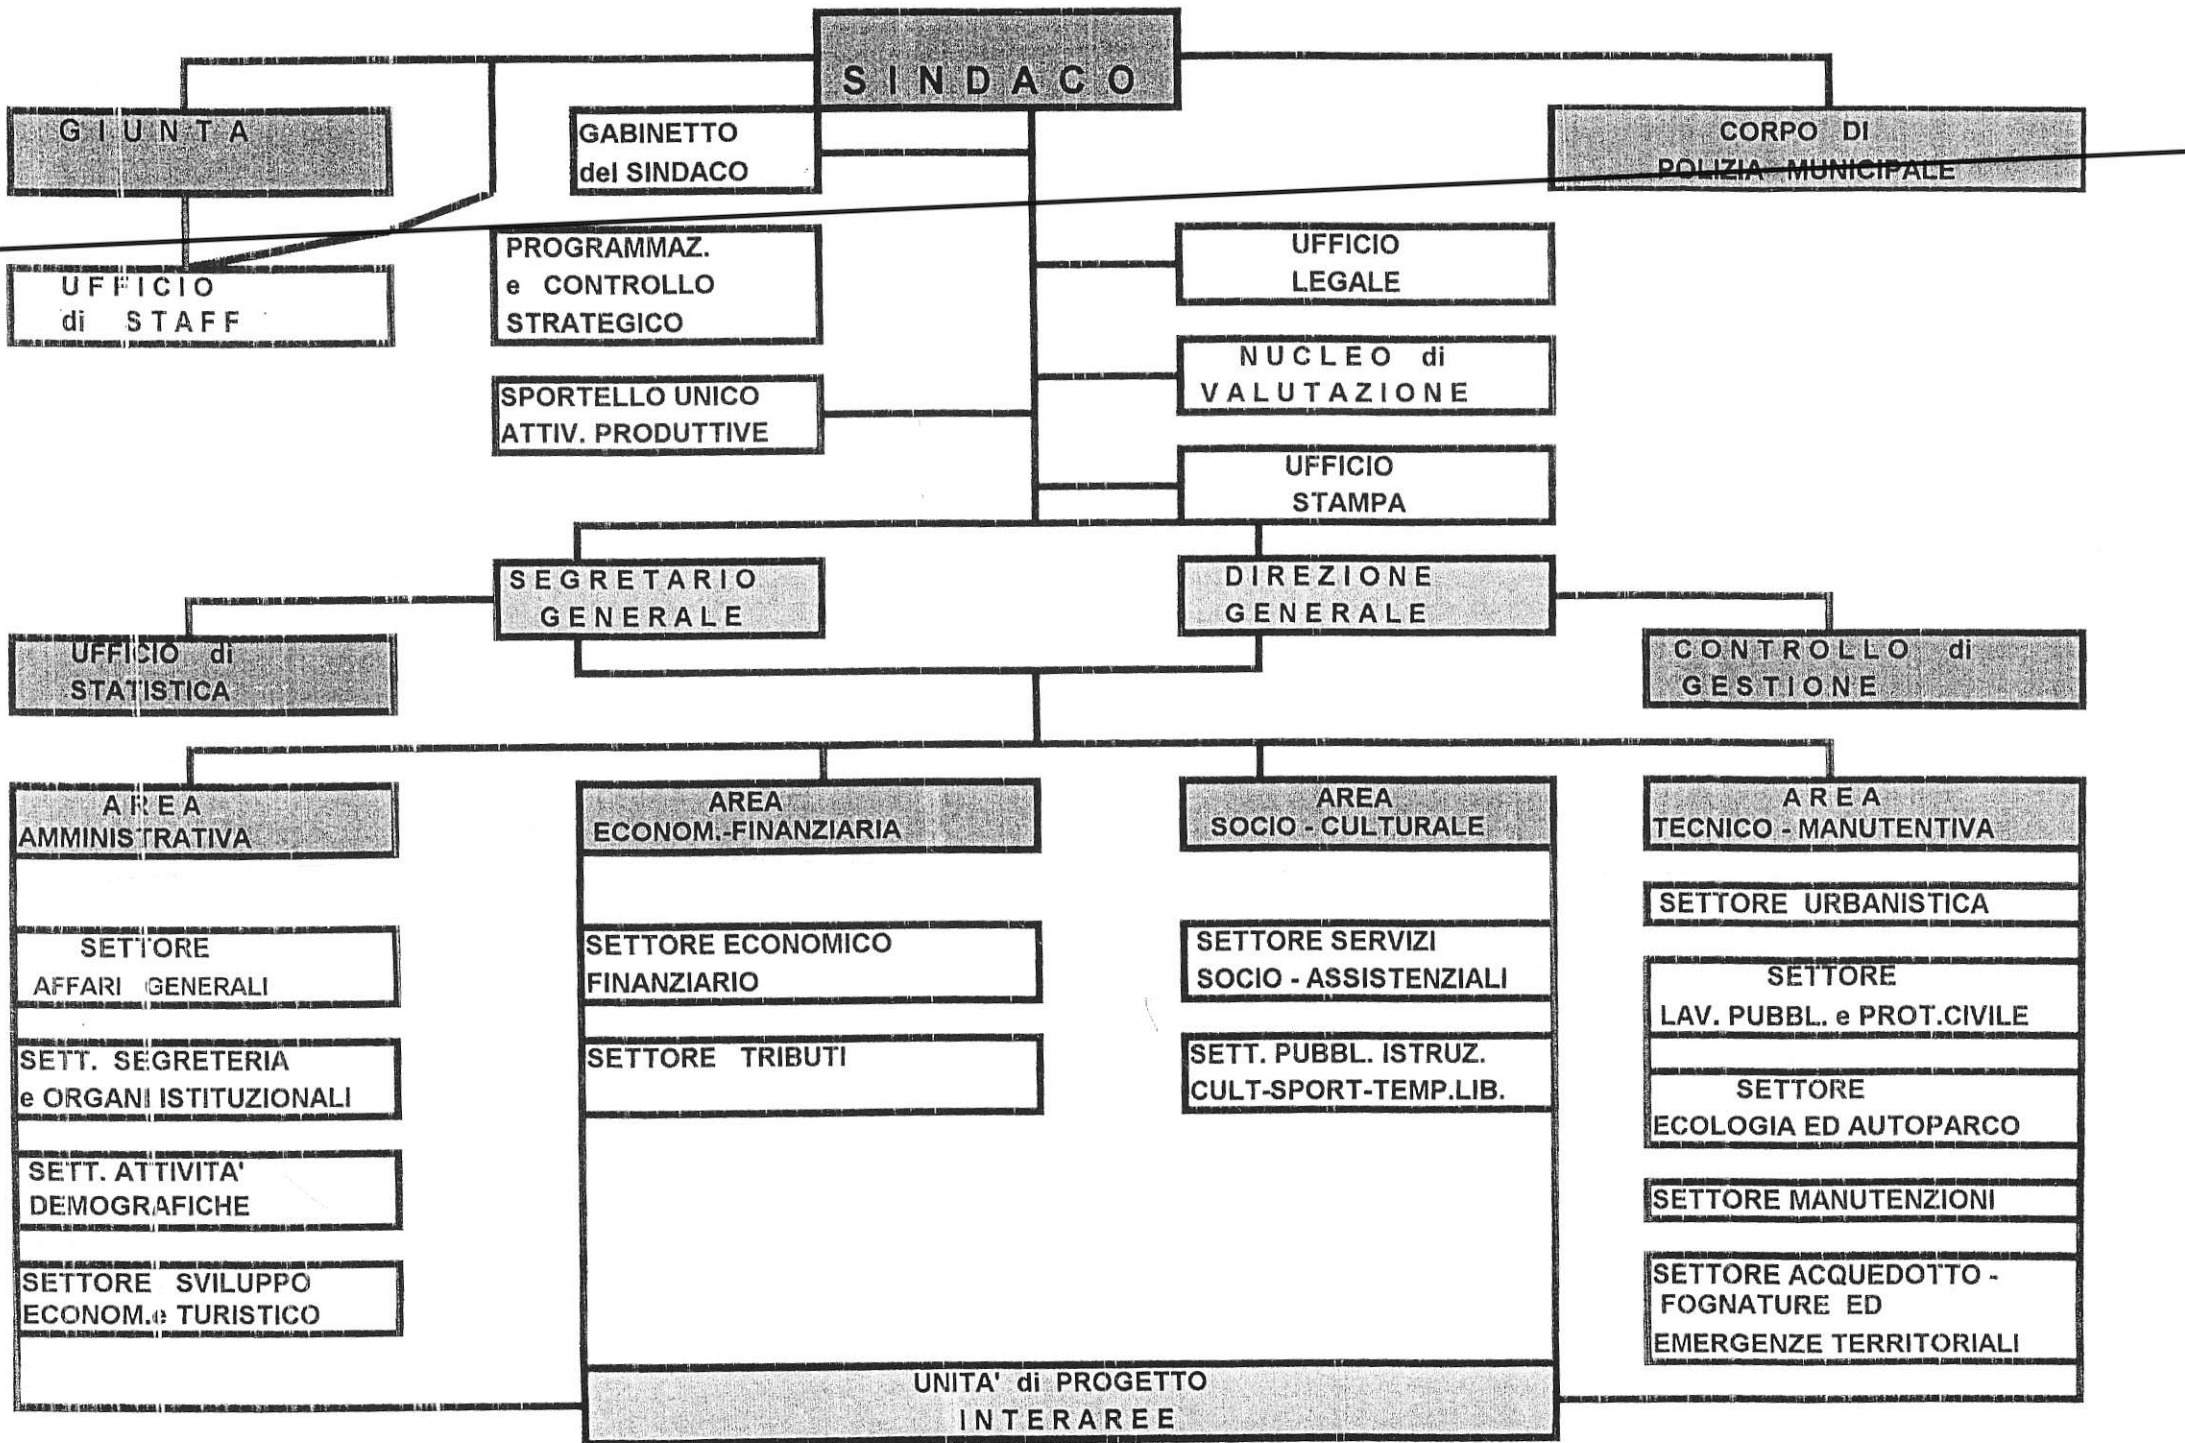 SINDACO
GIUNTA
GABINETTO
del SINDACO
CORPO DI
POLIZIA MUNICIPALE
UFFICIO
di STAFF
PROGRAMMAZ.
e CONTROLLO
STRATEGICO
UFFICIO
LEGALE
NUCLEO di
VALUTAZIONE
SPORTELLO UNICO
ATTIV. PRODUTTIVE
UFFICIO
STAMPA
SEGRETARIO
GENERALE
DIREZIONE
GENERALE
UFFICIO di
STATISTICA
CONTROLLO di
GESTIONE
AREA
AMMINISTRATIVA
AREA
ECONOM.-FINANZIARIA
AREA
SOCIO - CULTURALE
AREA
TECNICO - MANUTENTIVA
SETTORE
AFFARI GENERALI
SETT. SEGRETERIA
e ORGANI ISTITUZIONALI
SETT. ATTIVITA'
DEMOGRAFICHE
SETTORE SVILUPPO
ECONOM.e TURISTICO
SETTORE ECONOMICO
FINANZIARIO
SETTORE TRIBUTI
SETTORE SERVIZI
SOCIO - ASSISTENZIALI
SETT. PUBBL. ISTRUZ.
CULT-SPORT-TEMP.LIB.
SETTORE URBANISTICA
SETTORE
LAV. PUBBL. e PROT.CIVILE
SETTORE
ECOLOGIA ED AUTOPARCO
SETTORE MANUTENZIONI
SETTORE ACQUEDOTTO -
FOGNATURE ED
EMERGENZE TERRITORIALI
UNITA' di PROGETTO
INTERAREE